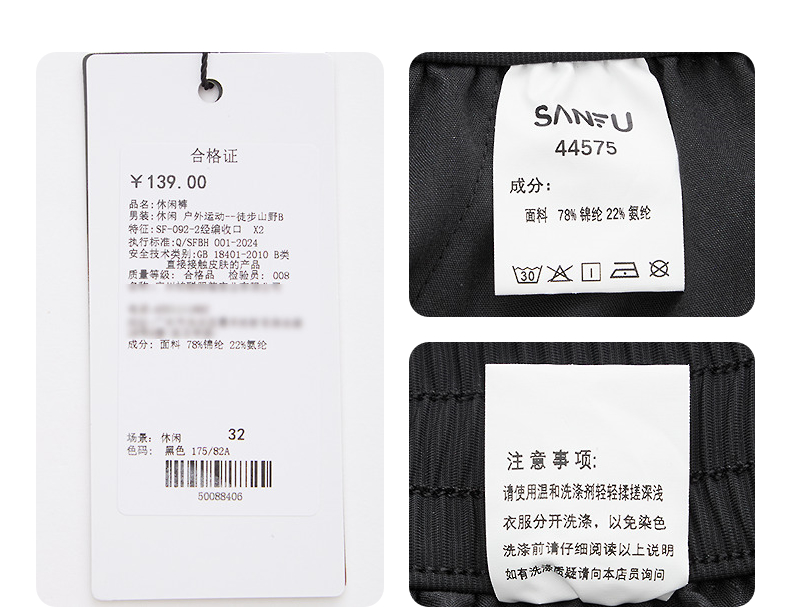 合格证
￥139.00
品名:休闲裤
男装:休闲 户外运动--徒步山野B
特征:SF-092-2经编收口 X2
执行标准:Q/SFBH 001-2024
安全技术类别:GB 18401-2010 B类
直接接触皮肤的产品
质量等级: 合格品 检验员: 008
成分: 面料 78%锦纶 22%氨纶
场景: 休闲 32
色码: 黑色 175/82A
50088406
SANFU
44575
成分:
面料 78%锦纶 22%氨纶
30
注意事项:
请使用温和洗涤剂轻轻揉搓深浅
衣服分开洗涤, 以免染色
洗涤前请仔细阅读以上说明
如有洗涤质疑请向本店员询问